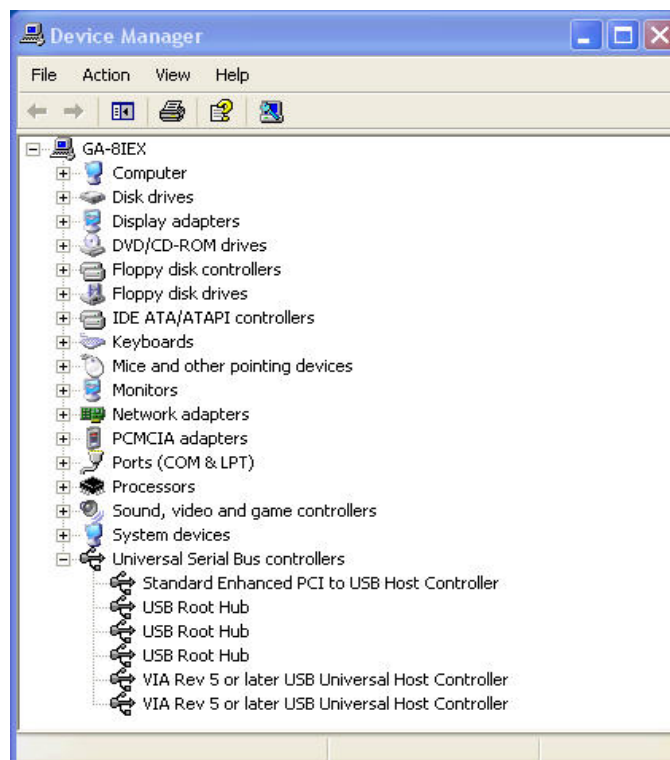 Device Manager
File Action View Help
GA-8IEX
Computer
Disk drives
Display adapters
DVD/CD-ROM drives
Floppy disk controllers
Floppy disk drives
IDE ATA/ATAPI controllers
Keyboards
Mice and other pointing devices
Monitors
Network adapters
PCMCIA adapters
Ports (COM & LPT)
Processors
Sound, video and game controllers
System devices
Universal Serial Bus controllers
Standard Enhanced PCI to USB Host Controller
USB Root Hub
USB Root Hub
USB Root Hub
VIA Rev 5 or later USB Universal Host Controller
VIA Rev 5 or later USB Universal Host Controller